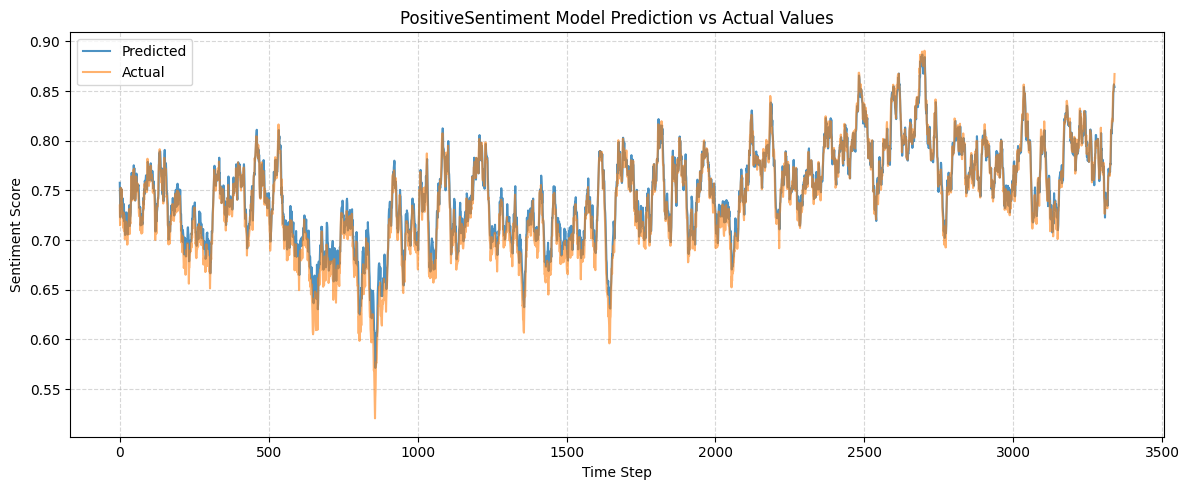 PositiveSentiment Model Prediction vs Actual Values
Predicted
Actual
Sentiment Score
0.90
0.85
0.80
0.75
0.70
0.65
0.60
0.55
0 500 1000 1500 2000 2500 3000 3500
Time Step